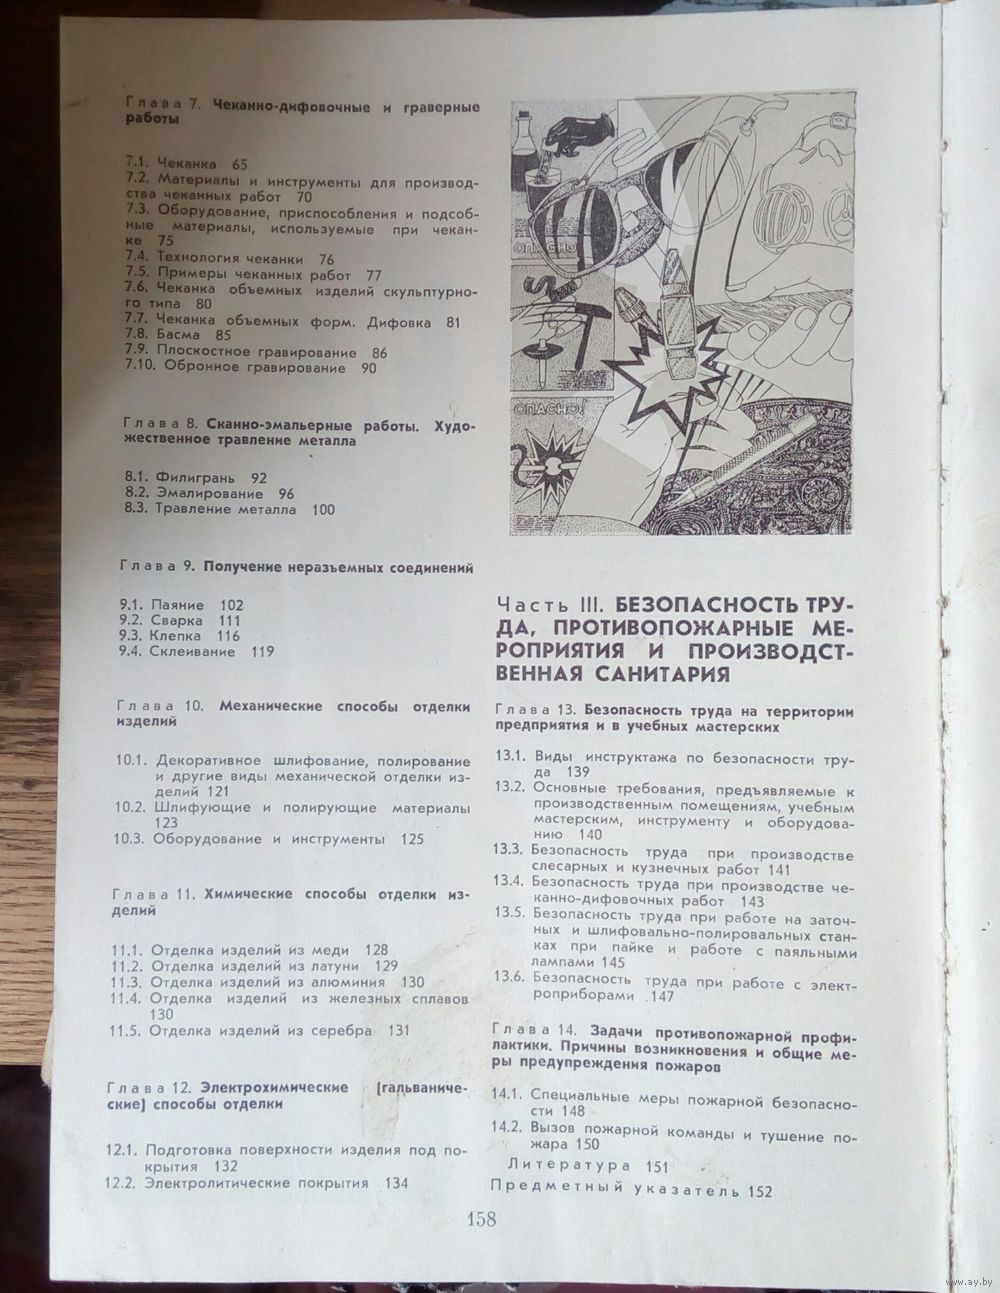 Глава 7. Чеканно-дифовочные и граверные
работы
7.1. Чеканка 65
7.2. Материалы и инструменты для производ-
ства чеканных работ 70
7.3. Оборудование, приспособления и подсоб-
ные материалы, используемые при чекан-
ке 75
7.4. Технология чеканки 76
7.5. Примеры чеканных работ 77
7.6. Чеканка объемных изделий скульптурно-
го типа 80
7.7. Чеканка объемных форм. Дифовка 81
7.8. Басма 85
7.9. Плоскостное гравирование 86
7.10. Обронное гравирование 90
Глава 8. Сканно-эмальерные работы. Худо-
жественное травление металла
8.1. Филигрань 92
8.2. Эмалирование 96
8.3. Травление металла 100
Глава 9. Получение неразъемных соединений
9.1. Паяние 102
9.2. Сварка 111
9.3. Клепка 116
9.4. Склеивание 119
Глава 10. Механические способы отделки
изделий
10.1. Декоративное шлифование, полирование
и другие виды механической отделки из-
делий 121
10.2. Шлифующие и полирующие материалы
123
10.3. Оборудование и инструменты 125
Глава 11. Химические способы отделки из-
делий
11.1. Отделка изделий из меди 128
11.2. Отделка изделий из латуни 129
11.3. Отделка изделий из алюминия 130
11.4. Отделка изделий из железных сплавов
130
11.5. Отделка изделий из серебра 131
Глава 12. Электрохимические (гальваниче-
ские) способы отделки
12.1. Подготовка поверхности изделия под по-
крытия 132
12.2. Электролитические покрытия 134
ОПАСНО!
ОПАСНО!
Часть III. БЕЗОПАСНОСТЬ ТРУ-
ДА, ПРОТИВОПОЖАРНЫЕ МЕ-
РОПРИЯТИЯ И ПРОИЗВОДСТ-
ВЕННАЯ САНИТАРИЯ
Глава 13. Безопасность труда на территории
предприятия и в учебных мастерских
13.1. Виды инструктажа по безопасности тру-
да 139
13.2. Основные требования, предъявляемые к
производственным помещениям, учебным
мастерским, инструменту и оборудова-
нию 140
13.3. Безопасность труда при производстве
слесарных и кузнечных работ 141
13.4. Безопасность труда при производстве че-
канно-дифовочных работ 143
13.5. Безопасность труда при работе на заточ-
ных и шлифовально-полировальных стан-
ках при пайке и работе с паяльными
лампами 145
13.6. Безопасность труда при работе с элект-
роприборами 147
Глава 14. Задачи противопожарной профи-
лактики. Причины возникновения и общие ме-
ры предупреждения пожаров
14.1. Специальные меры пожарной безопасно-
сти 148
14.2. Вызов пожарной команды и тушение по-
жара 150
Литература 151
Предметный указатель 152
158
www.ay.by